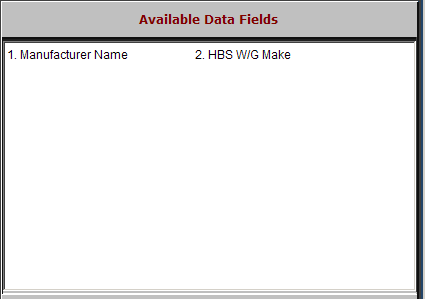 Available Data Fields
1. Manufacturer Name 2. HBS W/G Make